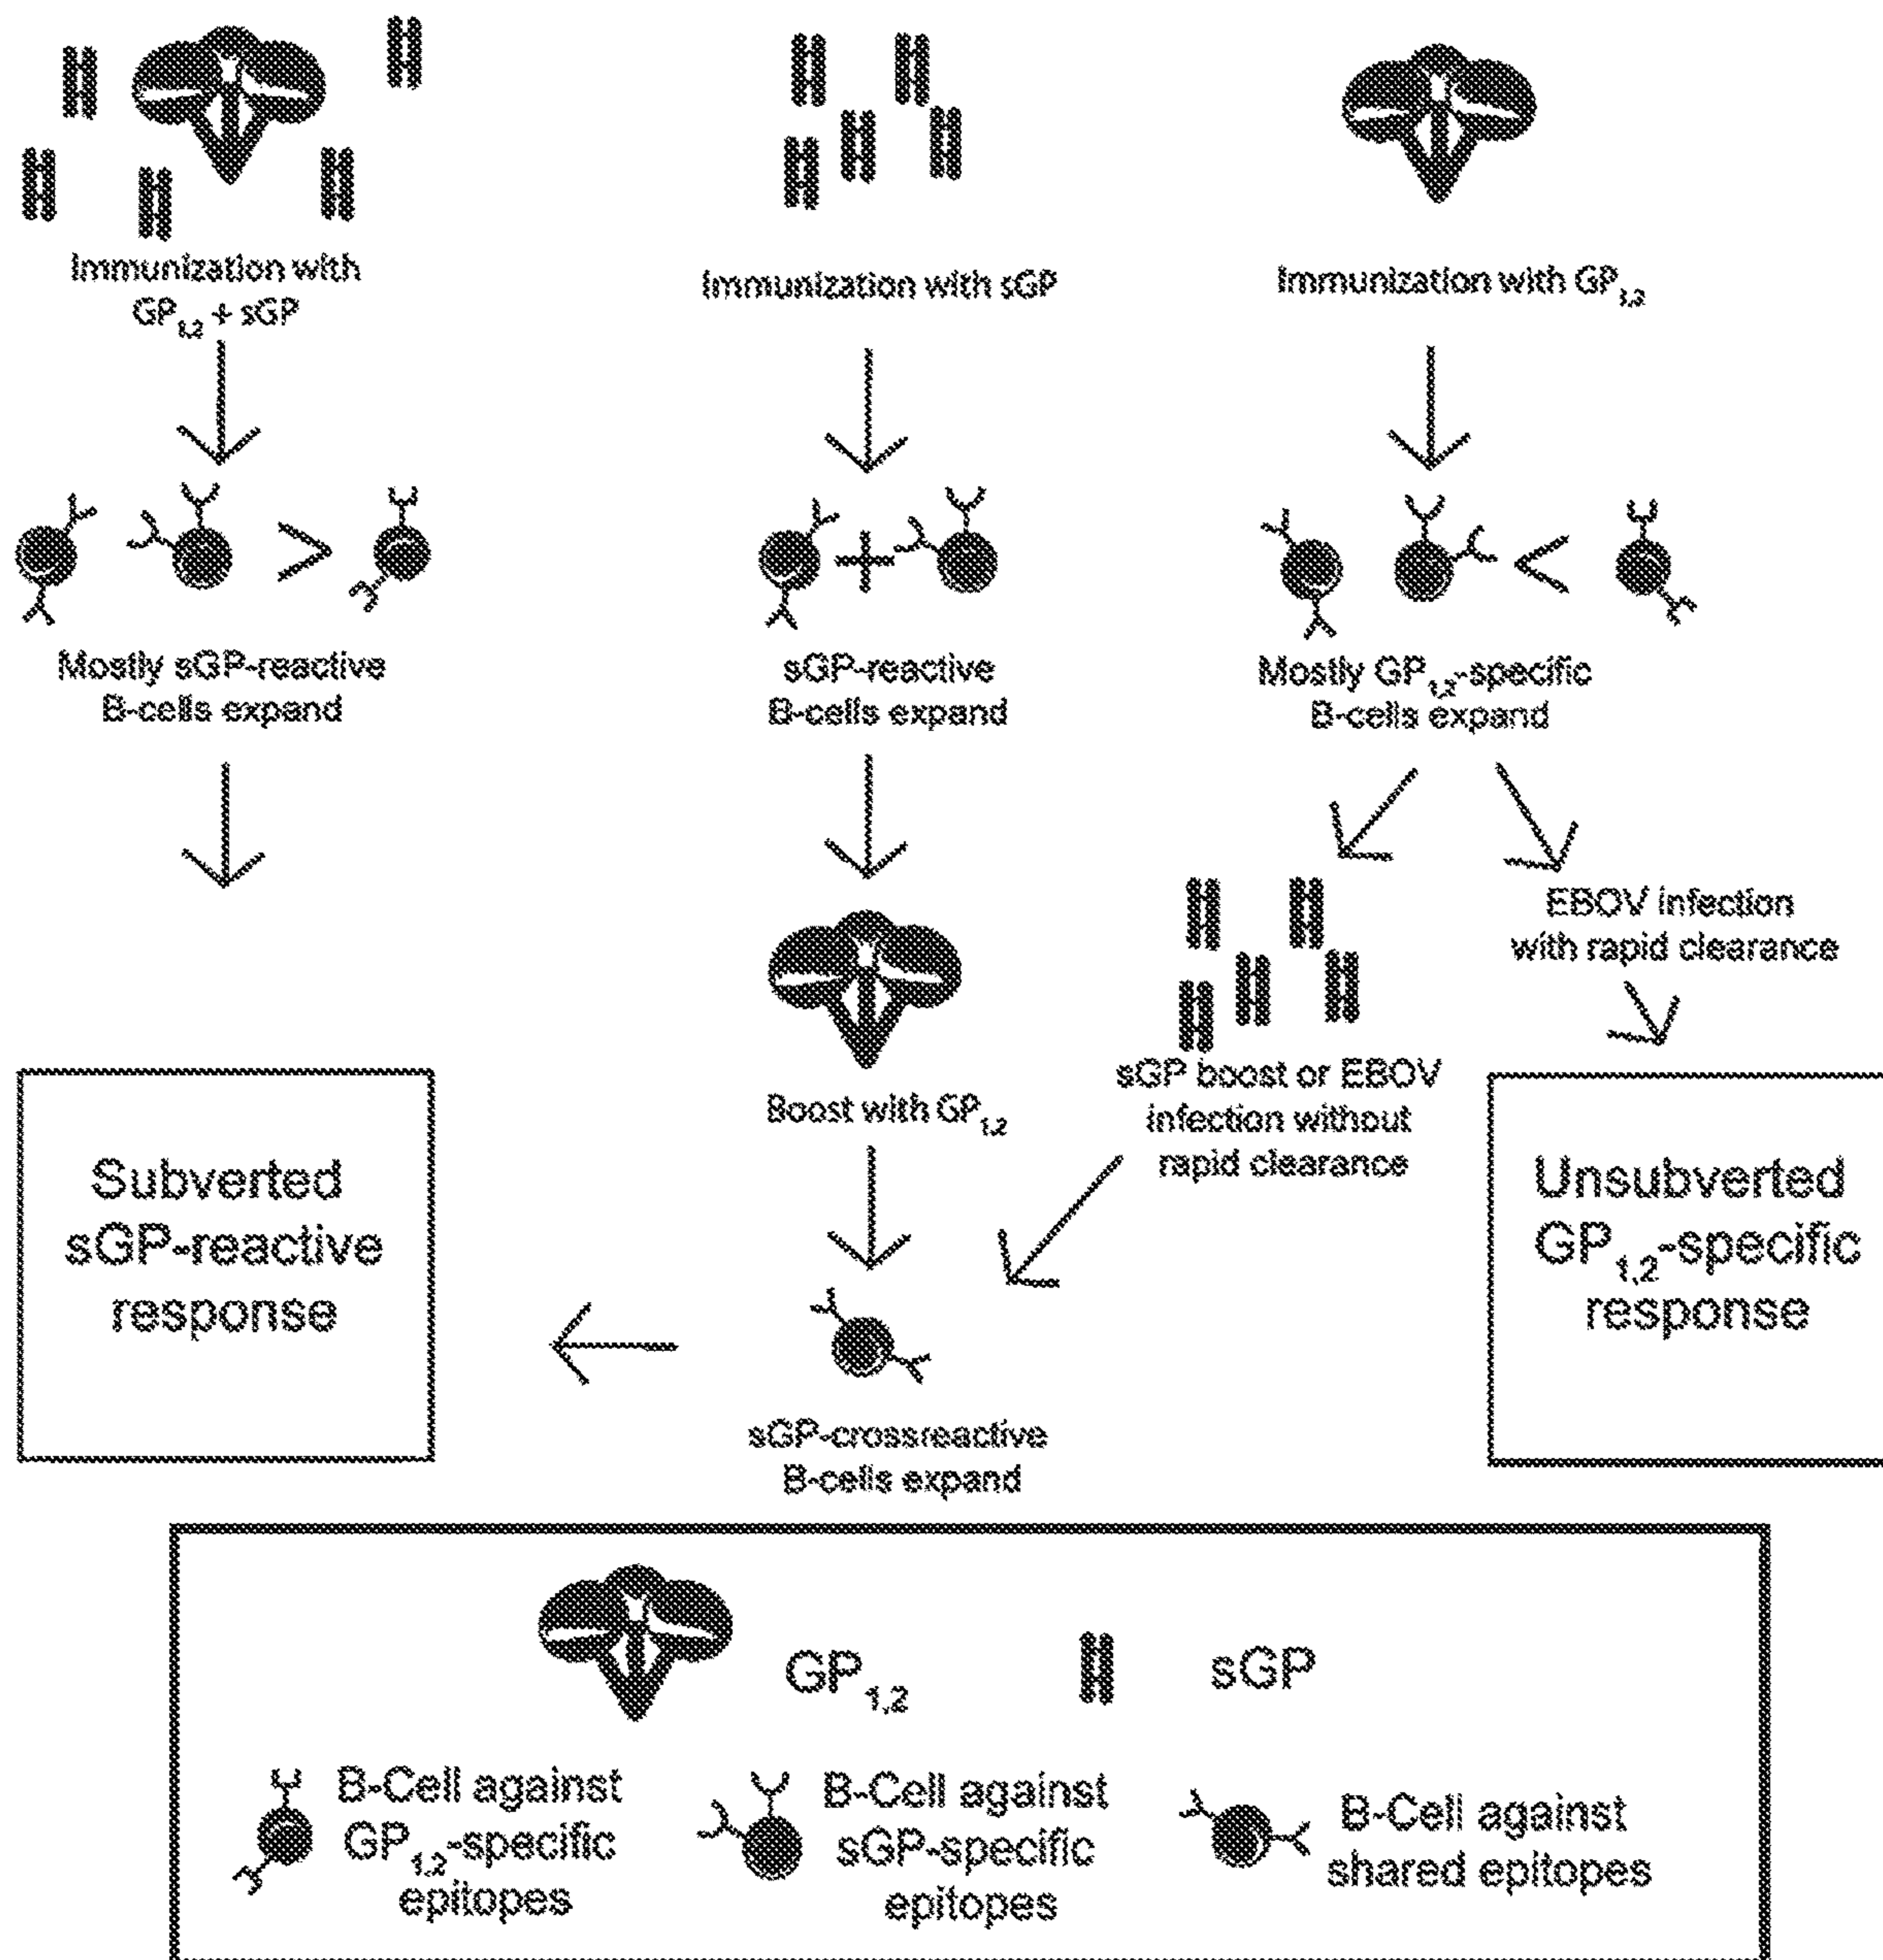 Immunization with
GP1,2 + sGP
Immunization with sGP
Immunization with GP1,2
Mostly sGP-reactive
B-cells expand
sGP-reactive
B-cells expand
Mostly GP1,2-specific
B-cells expand
EBOV infection
with rapid clearance
sGP boost or EBOV
infection without
rapid clearance
Boost with GP1,2
Subverted
sGP-reactive
response
Unsubverted
GP1,2-specific
response
sGP-crossreactive
B-cells expand
GP1,2
sGP
B-Cell against
GP1,2-specific
epitopes
B-Cell against
sGP-specific
epitopes
B-Cell against
shared epitopes